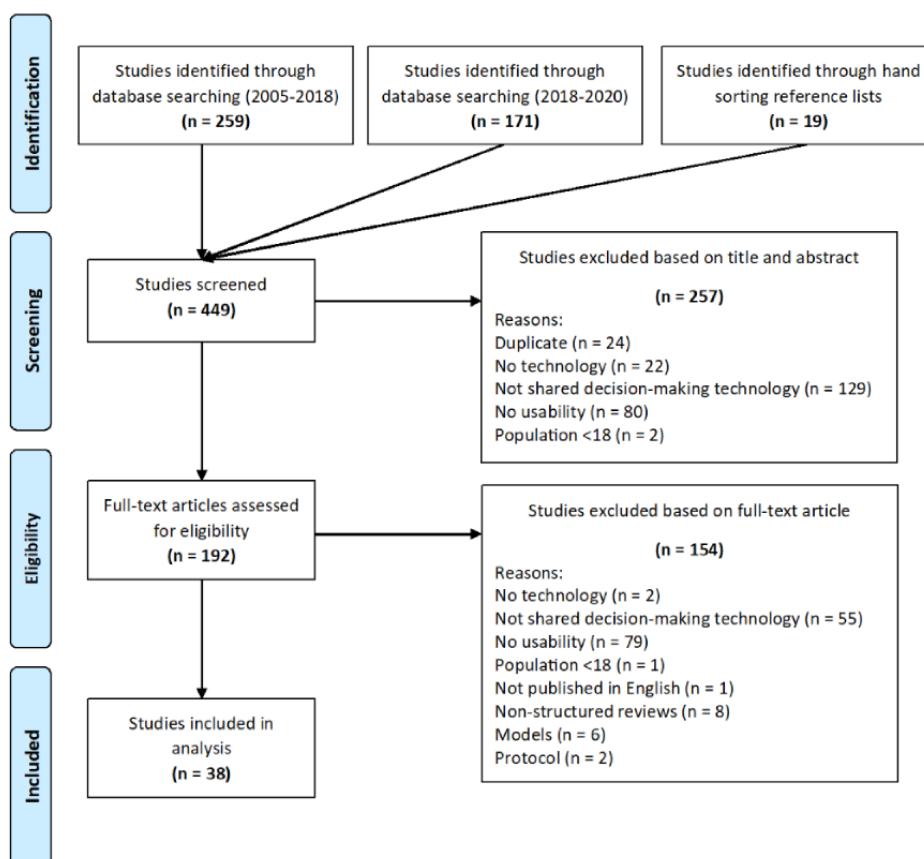 Identification
Studies identified through
database searching (2005-2018)
(n = 259)
Studies identified through
database searching (2018-2020)
(n = 171)
Studies identified through hand
sorting reference lists
(n = 19)
Screening
Studies screened
(n = 449)
Studies excluded based on title and abstract
(n = 257)
Reasons:
Duplicate (n = 24)
No technology (n = 22)
Not shared decision-making technology (n = 129)
No usability (n = 80)
Population <18 (n = 2)
Eligibility
Full-text articles assessed
for eligibility
(n = 192)
Studies excluded based on full-text article
(n = 154)
Reasons:
No technology (n = 2)
Not shared decision-making technology (n = 55)
No usability (n = 79)
Population <18 (n = 1)
Not published in English (n = 1)
Non-structured reviews (n = 8)
Models (n = 6)
Protocol (n = 2)
Included
Studies included in
analysis
(n = 38)